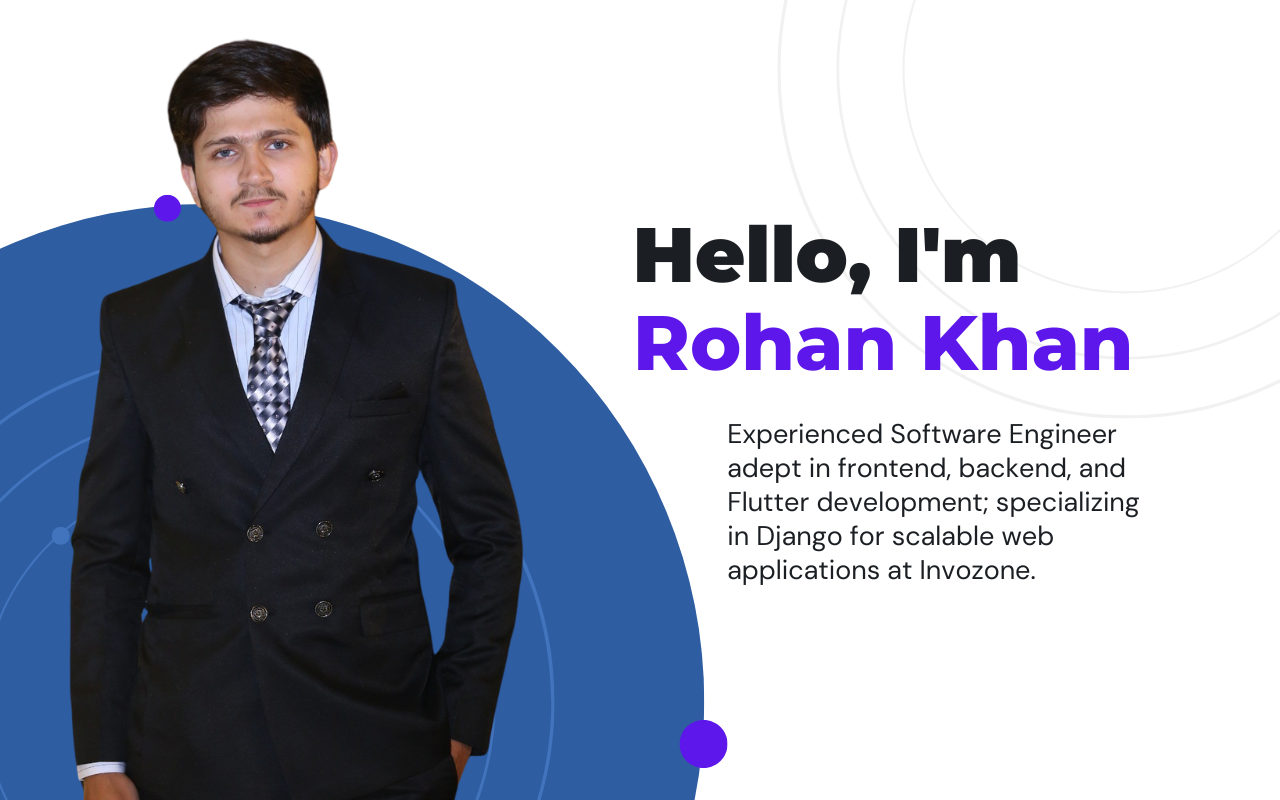 Hello, I'm
Rohan Khan
Experienced Software Engineer
adept in frontend, backend, and
Flutter development; specializing
in Django for scalable web
applications at Invozone.